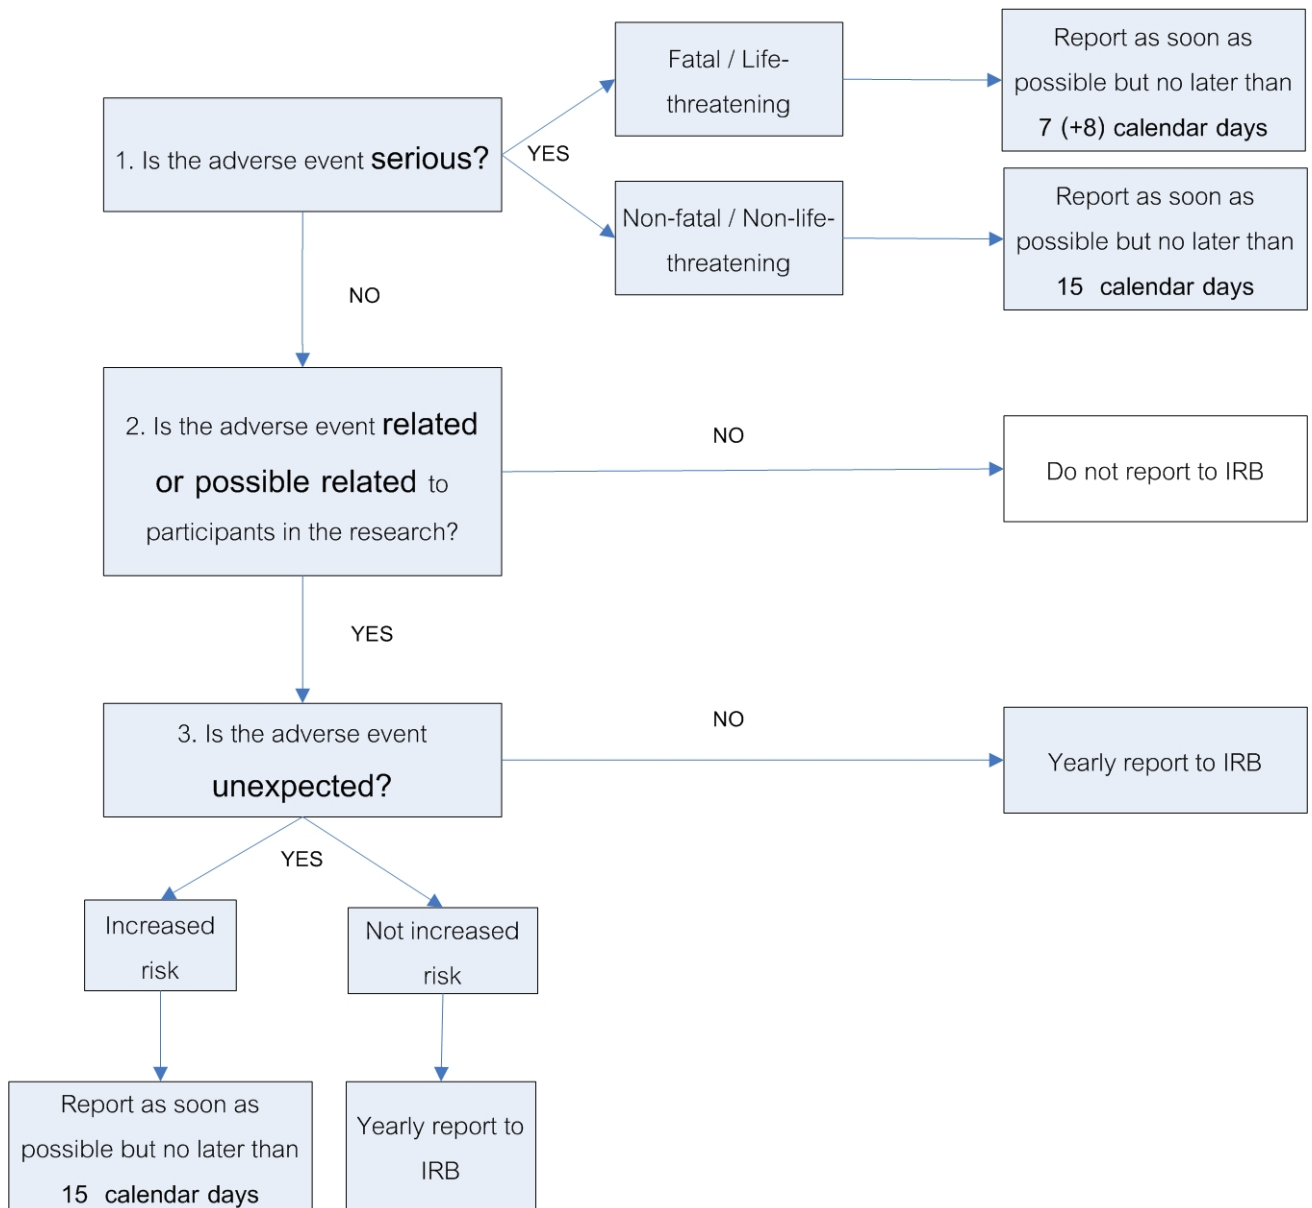 Fatal / Life-
threatening
Report as soon as
possible but no later than
7 (+8) calendar days
1. Is the adverse event serious?
YES
Non-fatal / Non-life-
threatening
Report as soon as
possible but no later than
15 calendar days
NO
2. Is the adverse event related
or possible related to
participants in the research?
NO
Do not report to IRB
YES
3. Is the adverse event
unexpected?
NO
Yearly report to IRB
YES
Increased
risk
Not increased
risk
Report as soon as
possible but no later than
15 calendar days
Yearly report to
IRB